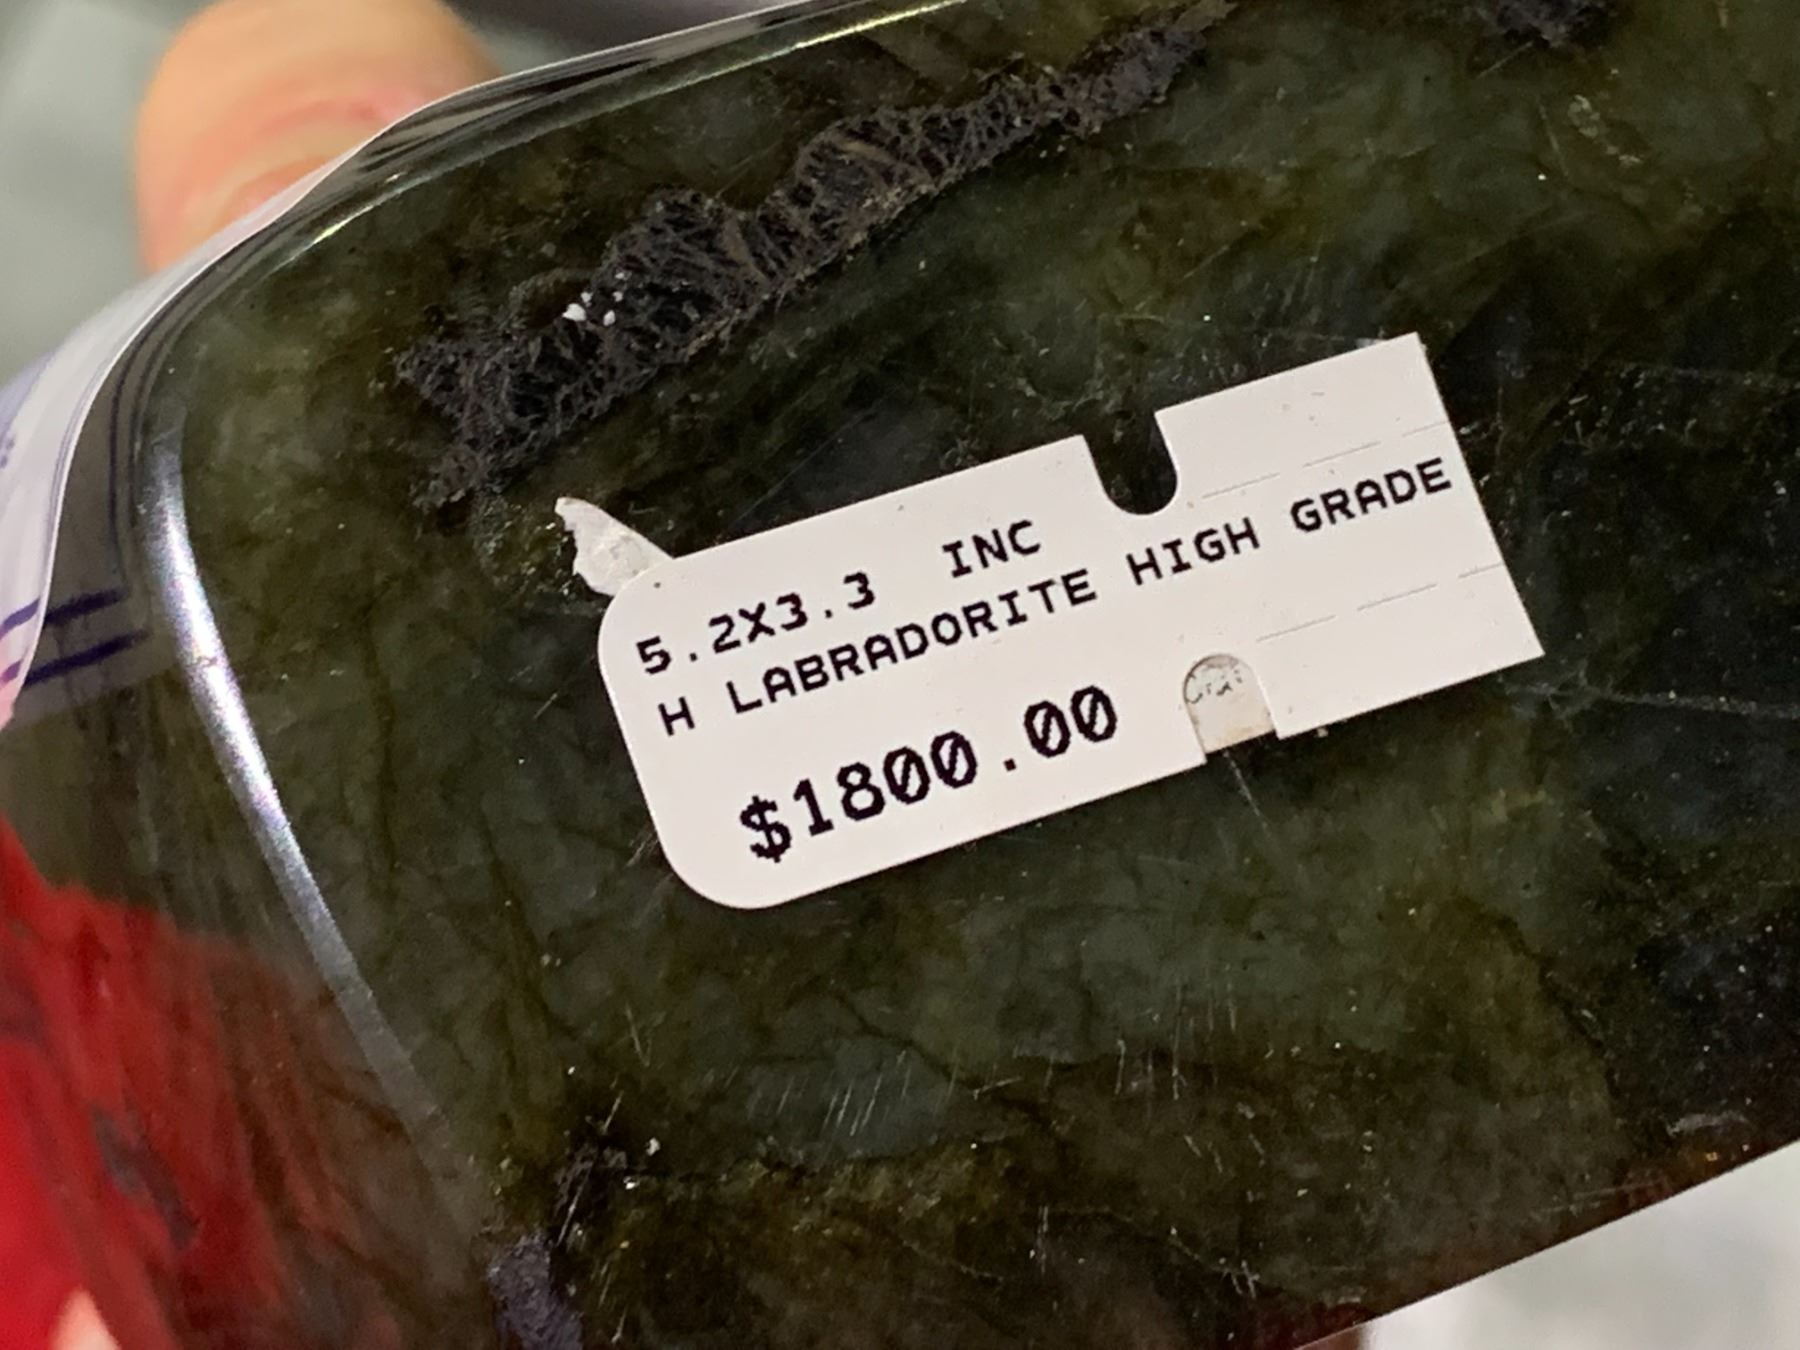 5.2X3.3 INC
H LABRADORITE HIGH GRADE
$1800.00